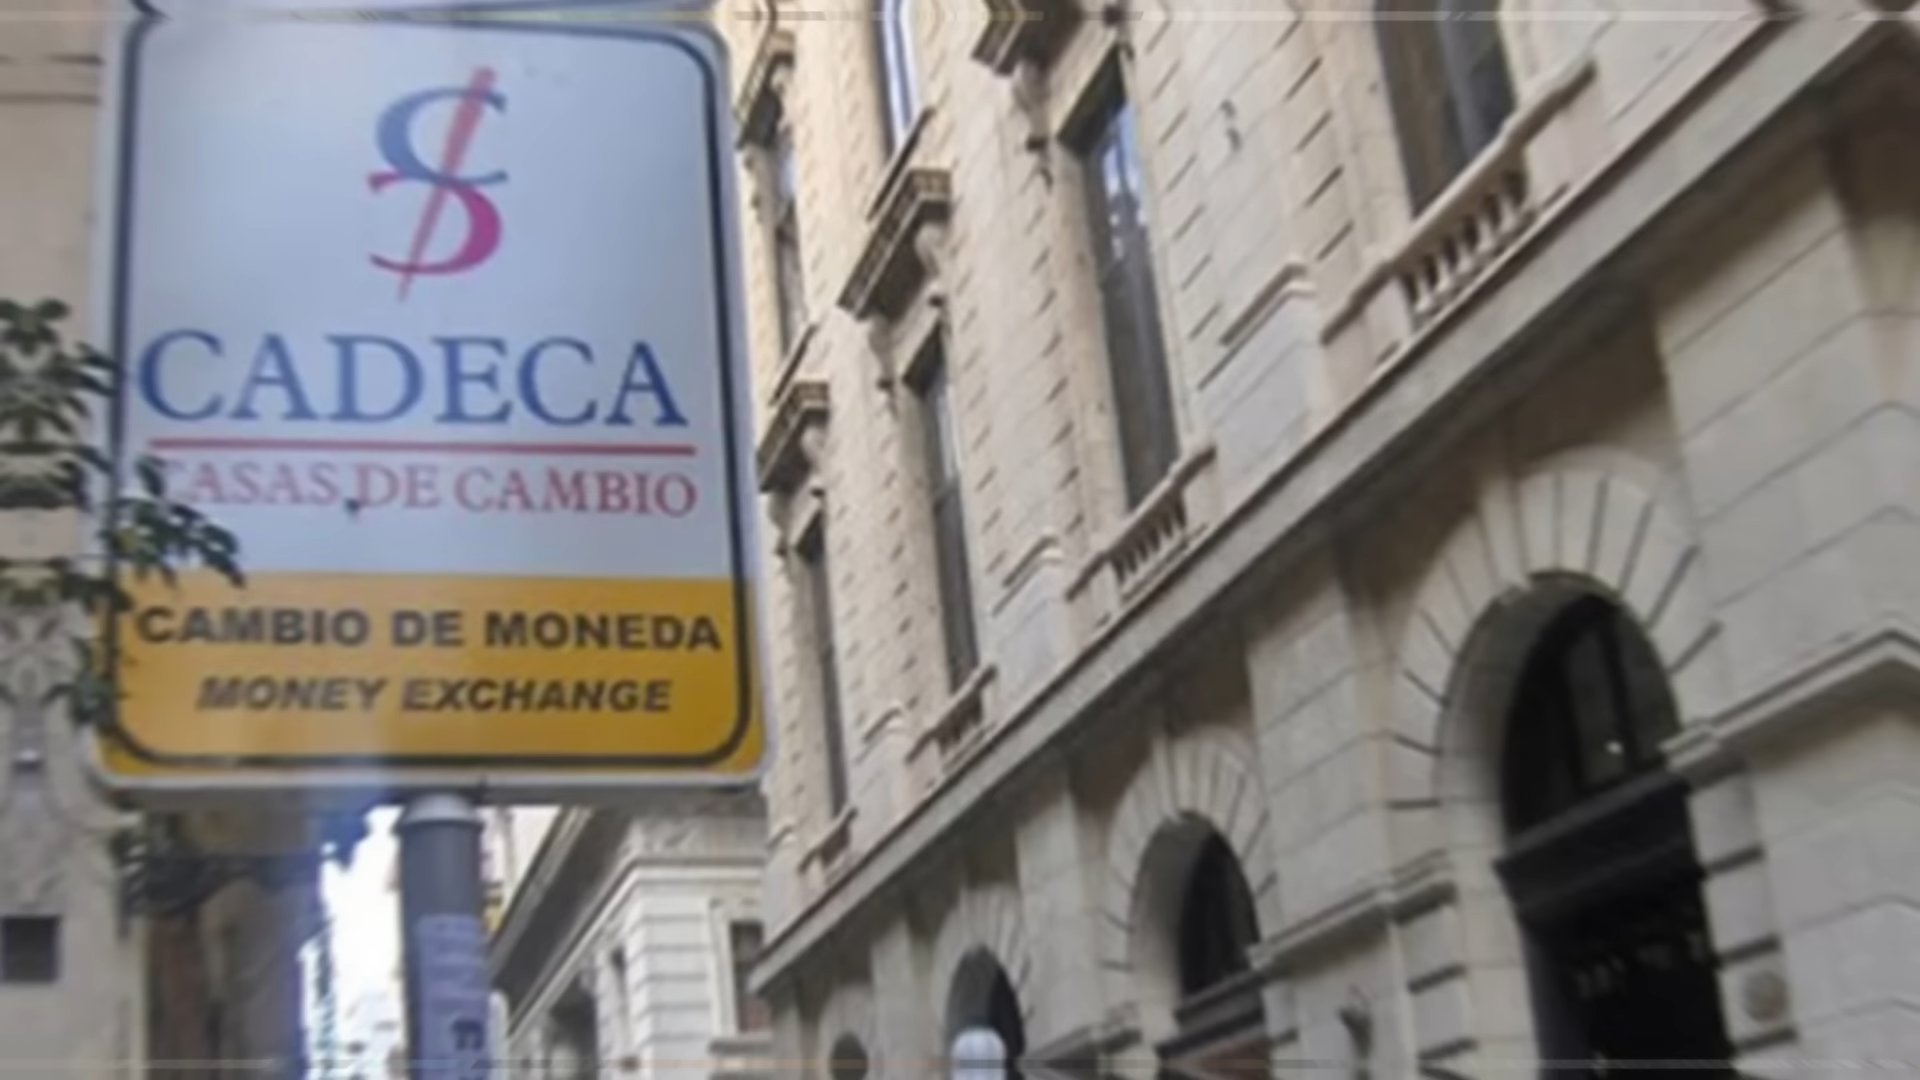 CADECA
CASAS DE CAMBIO
CAMBIO DE MONEDA
MONEY EXCHANGE